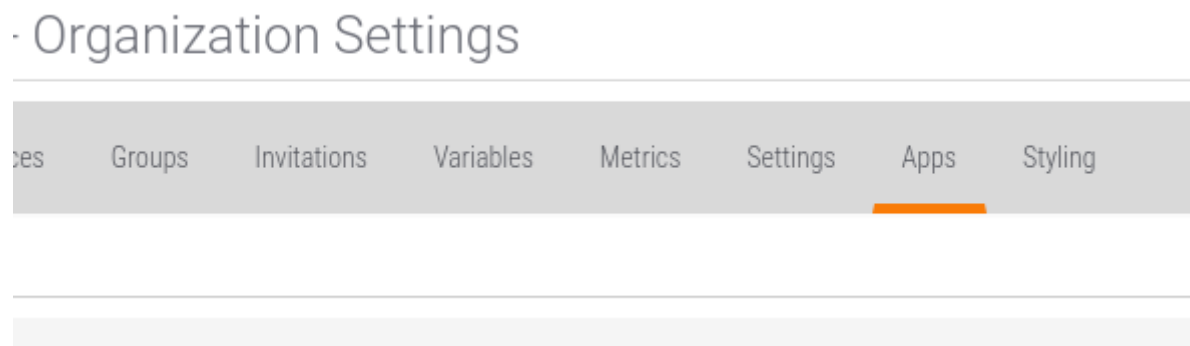 - Organization Settings
Groups Invitations Variables Metrics Settings Apps Styling